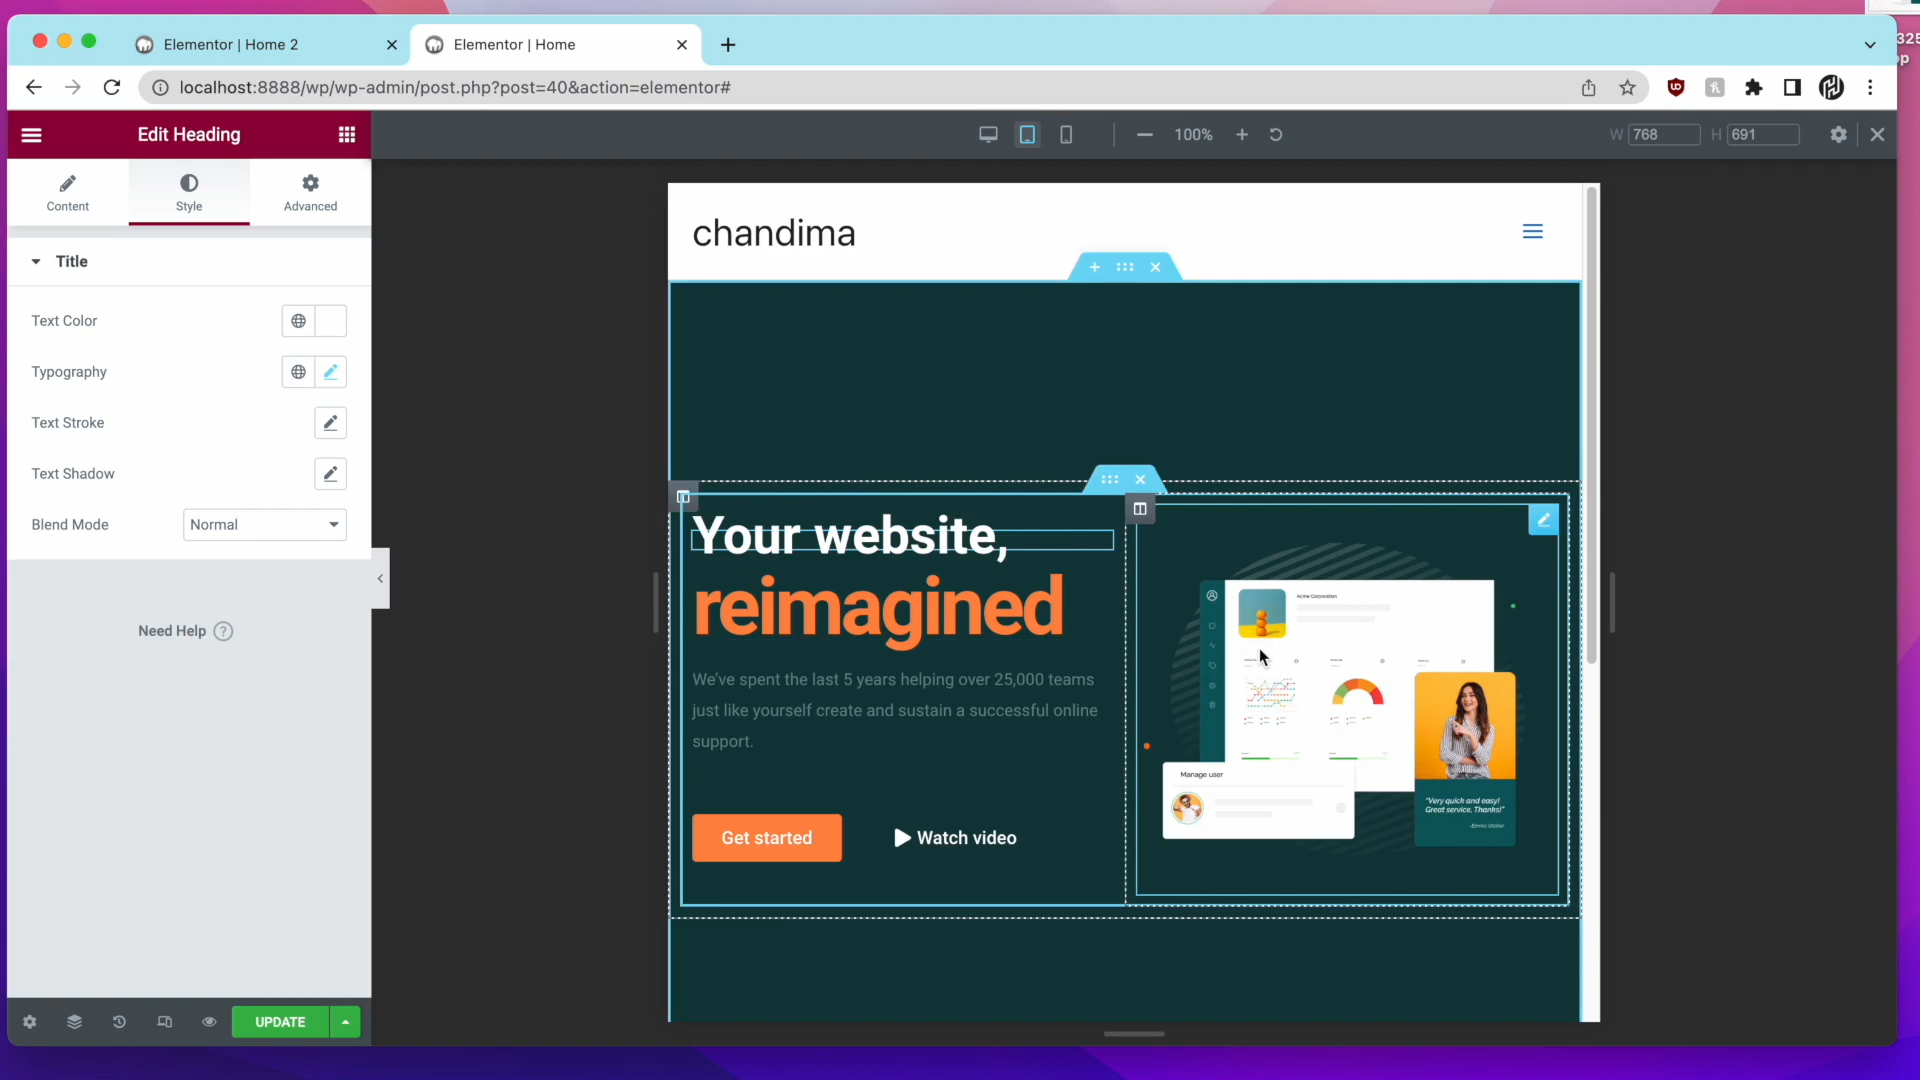 325
op
Elementor | Home 2
Elementor | Home
localhost:8888/wp/wp-admin/post.php?post=40&action=elementor#
Edit Heading
100%
W 768
H 691
Content
Style
Advanced
Title
Text Color
Typography
Text Stroke
Text Shadow
Blend Mode
Normal
Need Help ?
UPDATE
chandima
Your website,
reimagined
We've spent the last 5 years helping over 25,000 teams
just like yourself create and sustain a successful online
support.
Get started
Watch video
Acme Corporation
Manage user
"Very quick and easy!
Great service. Thanks!"